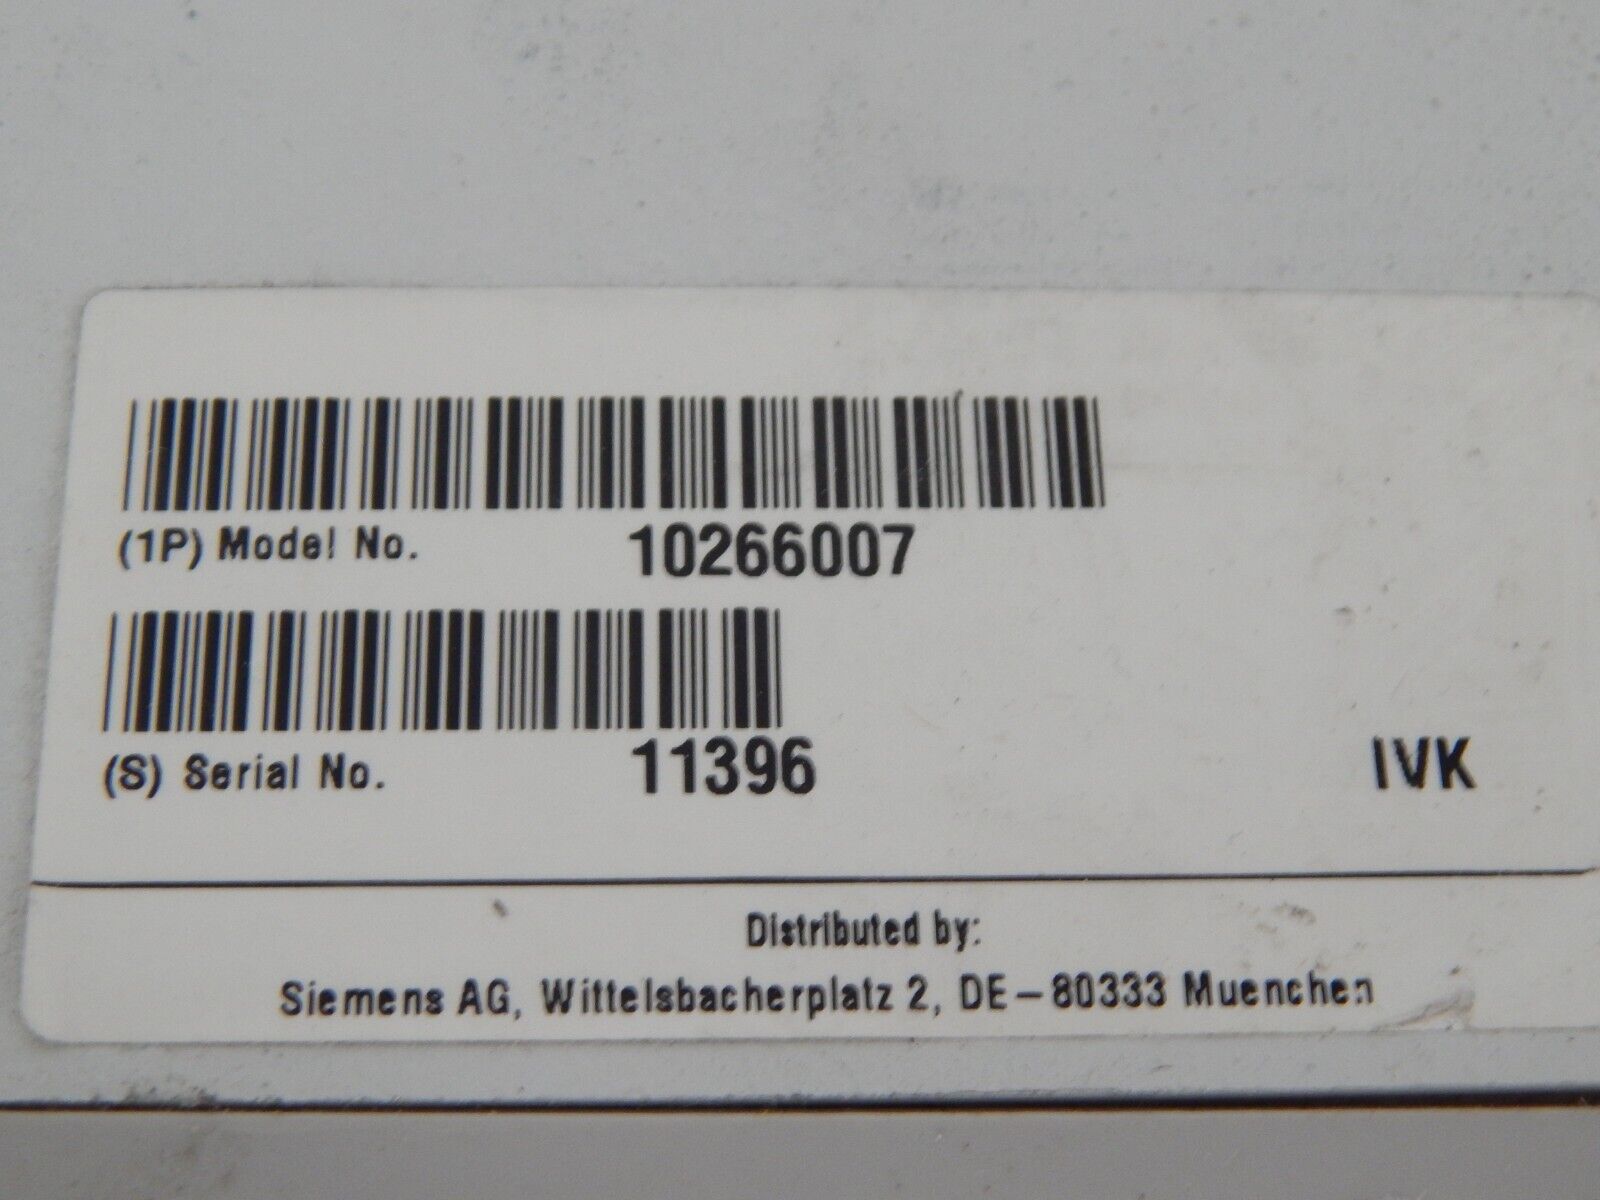 (1P) Model No. 10266007
(S) Serial No. 11396 IVK
Distributed by:
Siemens AG, Wittelsbacherplatz 2, DE-80333 Muenchen